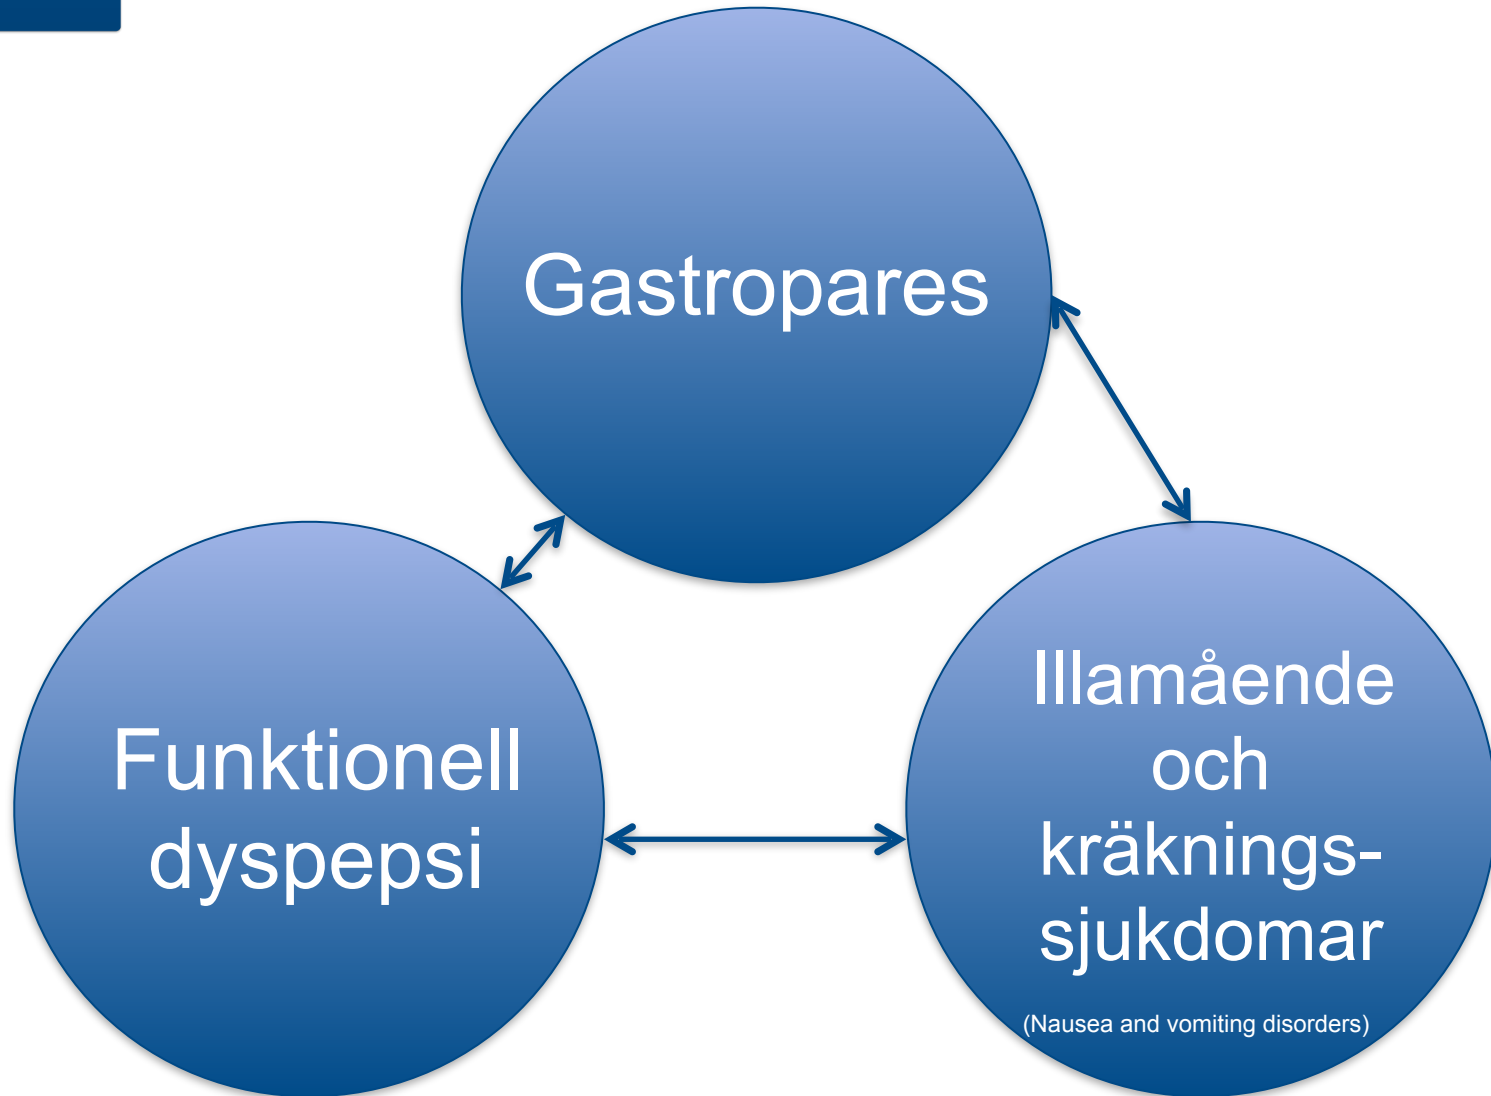 Gastropares
Funktionell
dyspepsi
Illamående
och
kräknings-
sjukdomar
(Nausea and vomiting disorders)